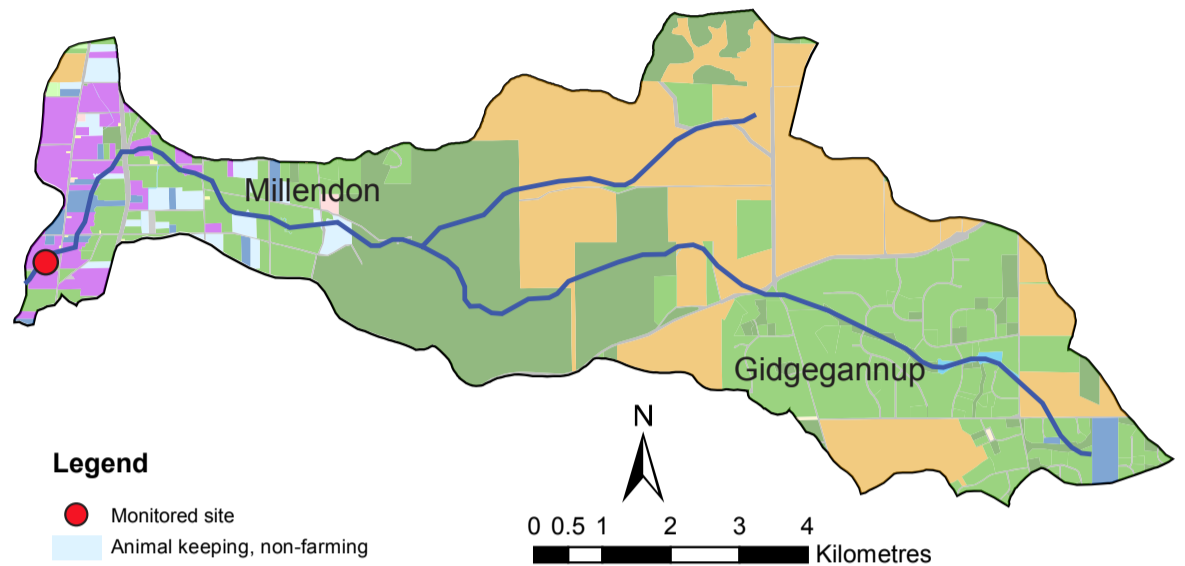 Millendon
Gidgegannup
N
Legend
Monitored site
Animal keeping, non-farming
0 0.5 1 2 3 4
Kilometres